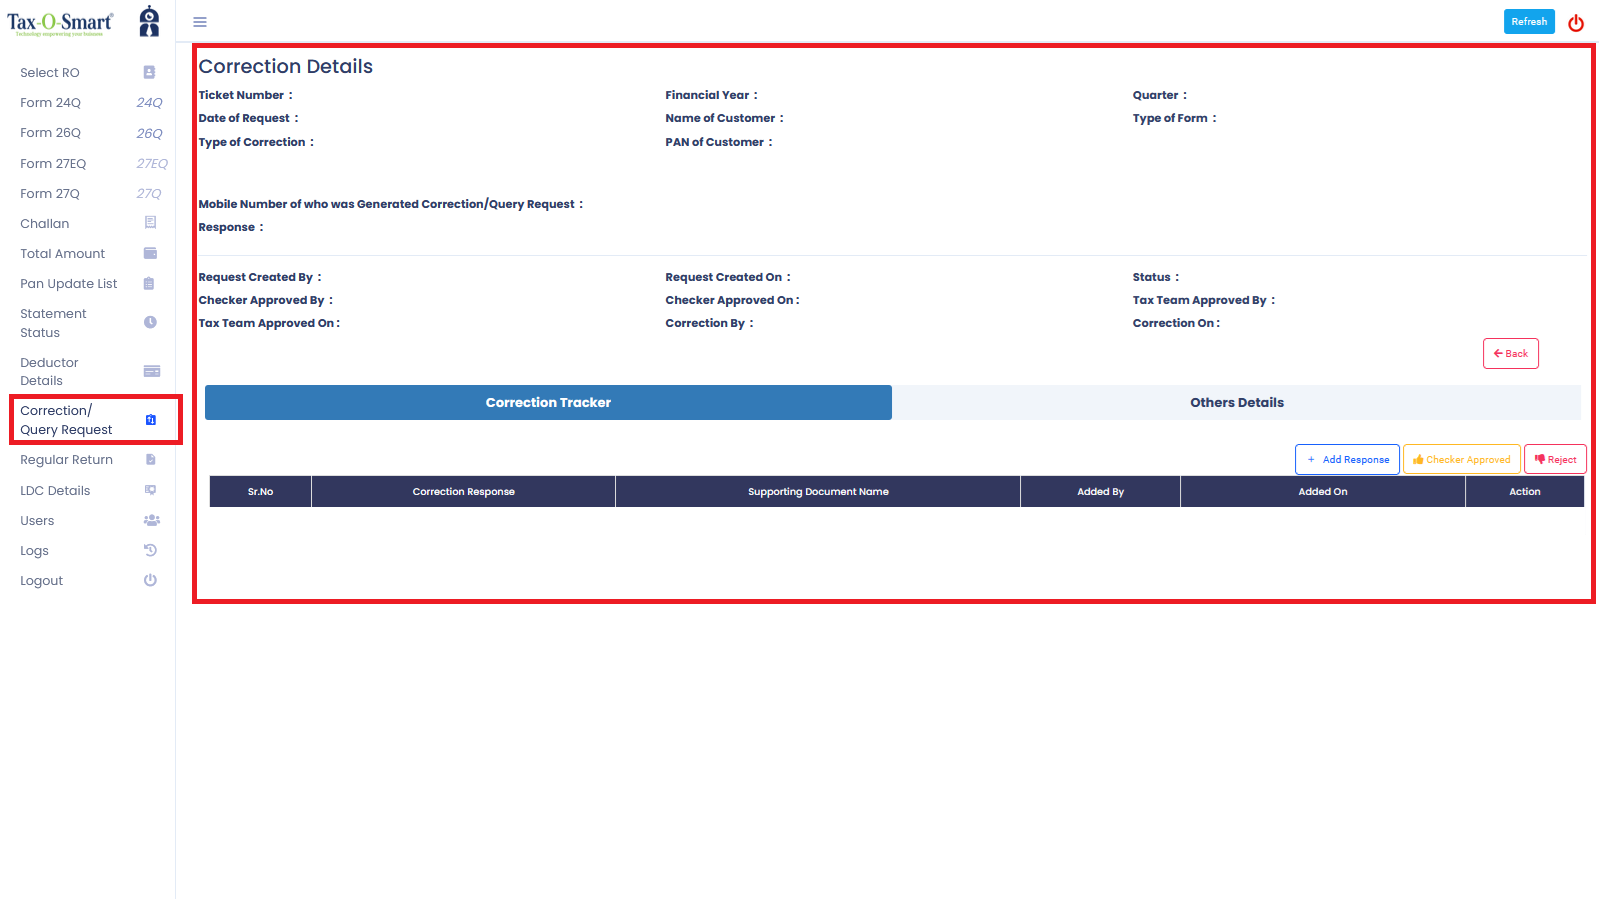 Tax-O-Smart®
Technology empowering your business
Refresh
Select RO
Form 24Q 24Q
Form 26Q 26Q
Form 27EQ 27EQ
Form 27Q 27Q
Challan
Total Amount
Pan Update List
Statement
Status
Deductor
Details
Correction/
Query Request
Regular Return
LDC Details
Users
Logs
Logout
Correction Details
Ticket Number : Financial Year : Quarter :
Date of Request : Name of Customer : Type of Form :
Type of Correction : PAN of Customer :
Mobile Number of who was Generated Correction/Query Request :
Response :
Request Created By : Request Created On : Status :
Checker Approved By : Checker Approved On : Tax Team Approved By :
Tax Team Approved On : Correction By : Correction On :
Back
Correction Tracker Others Details
+ Add Response Checker Approved Reject
Sr.No Correction Response Supporting Document Name Added By Added On Action